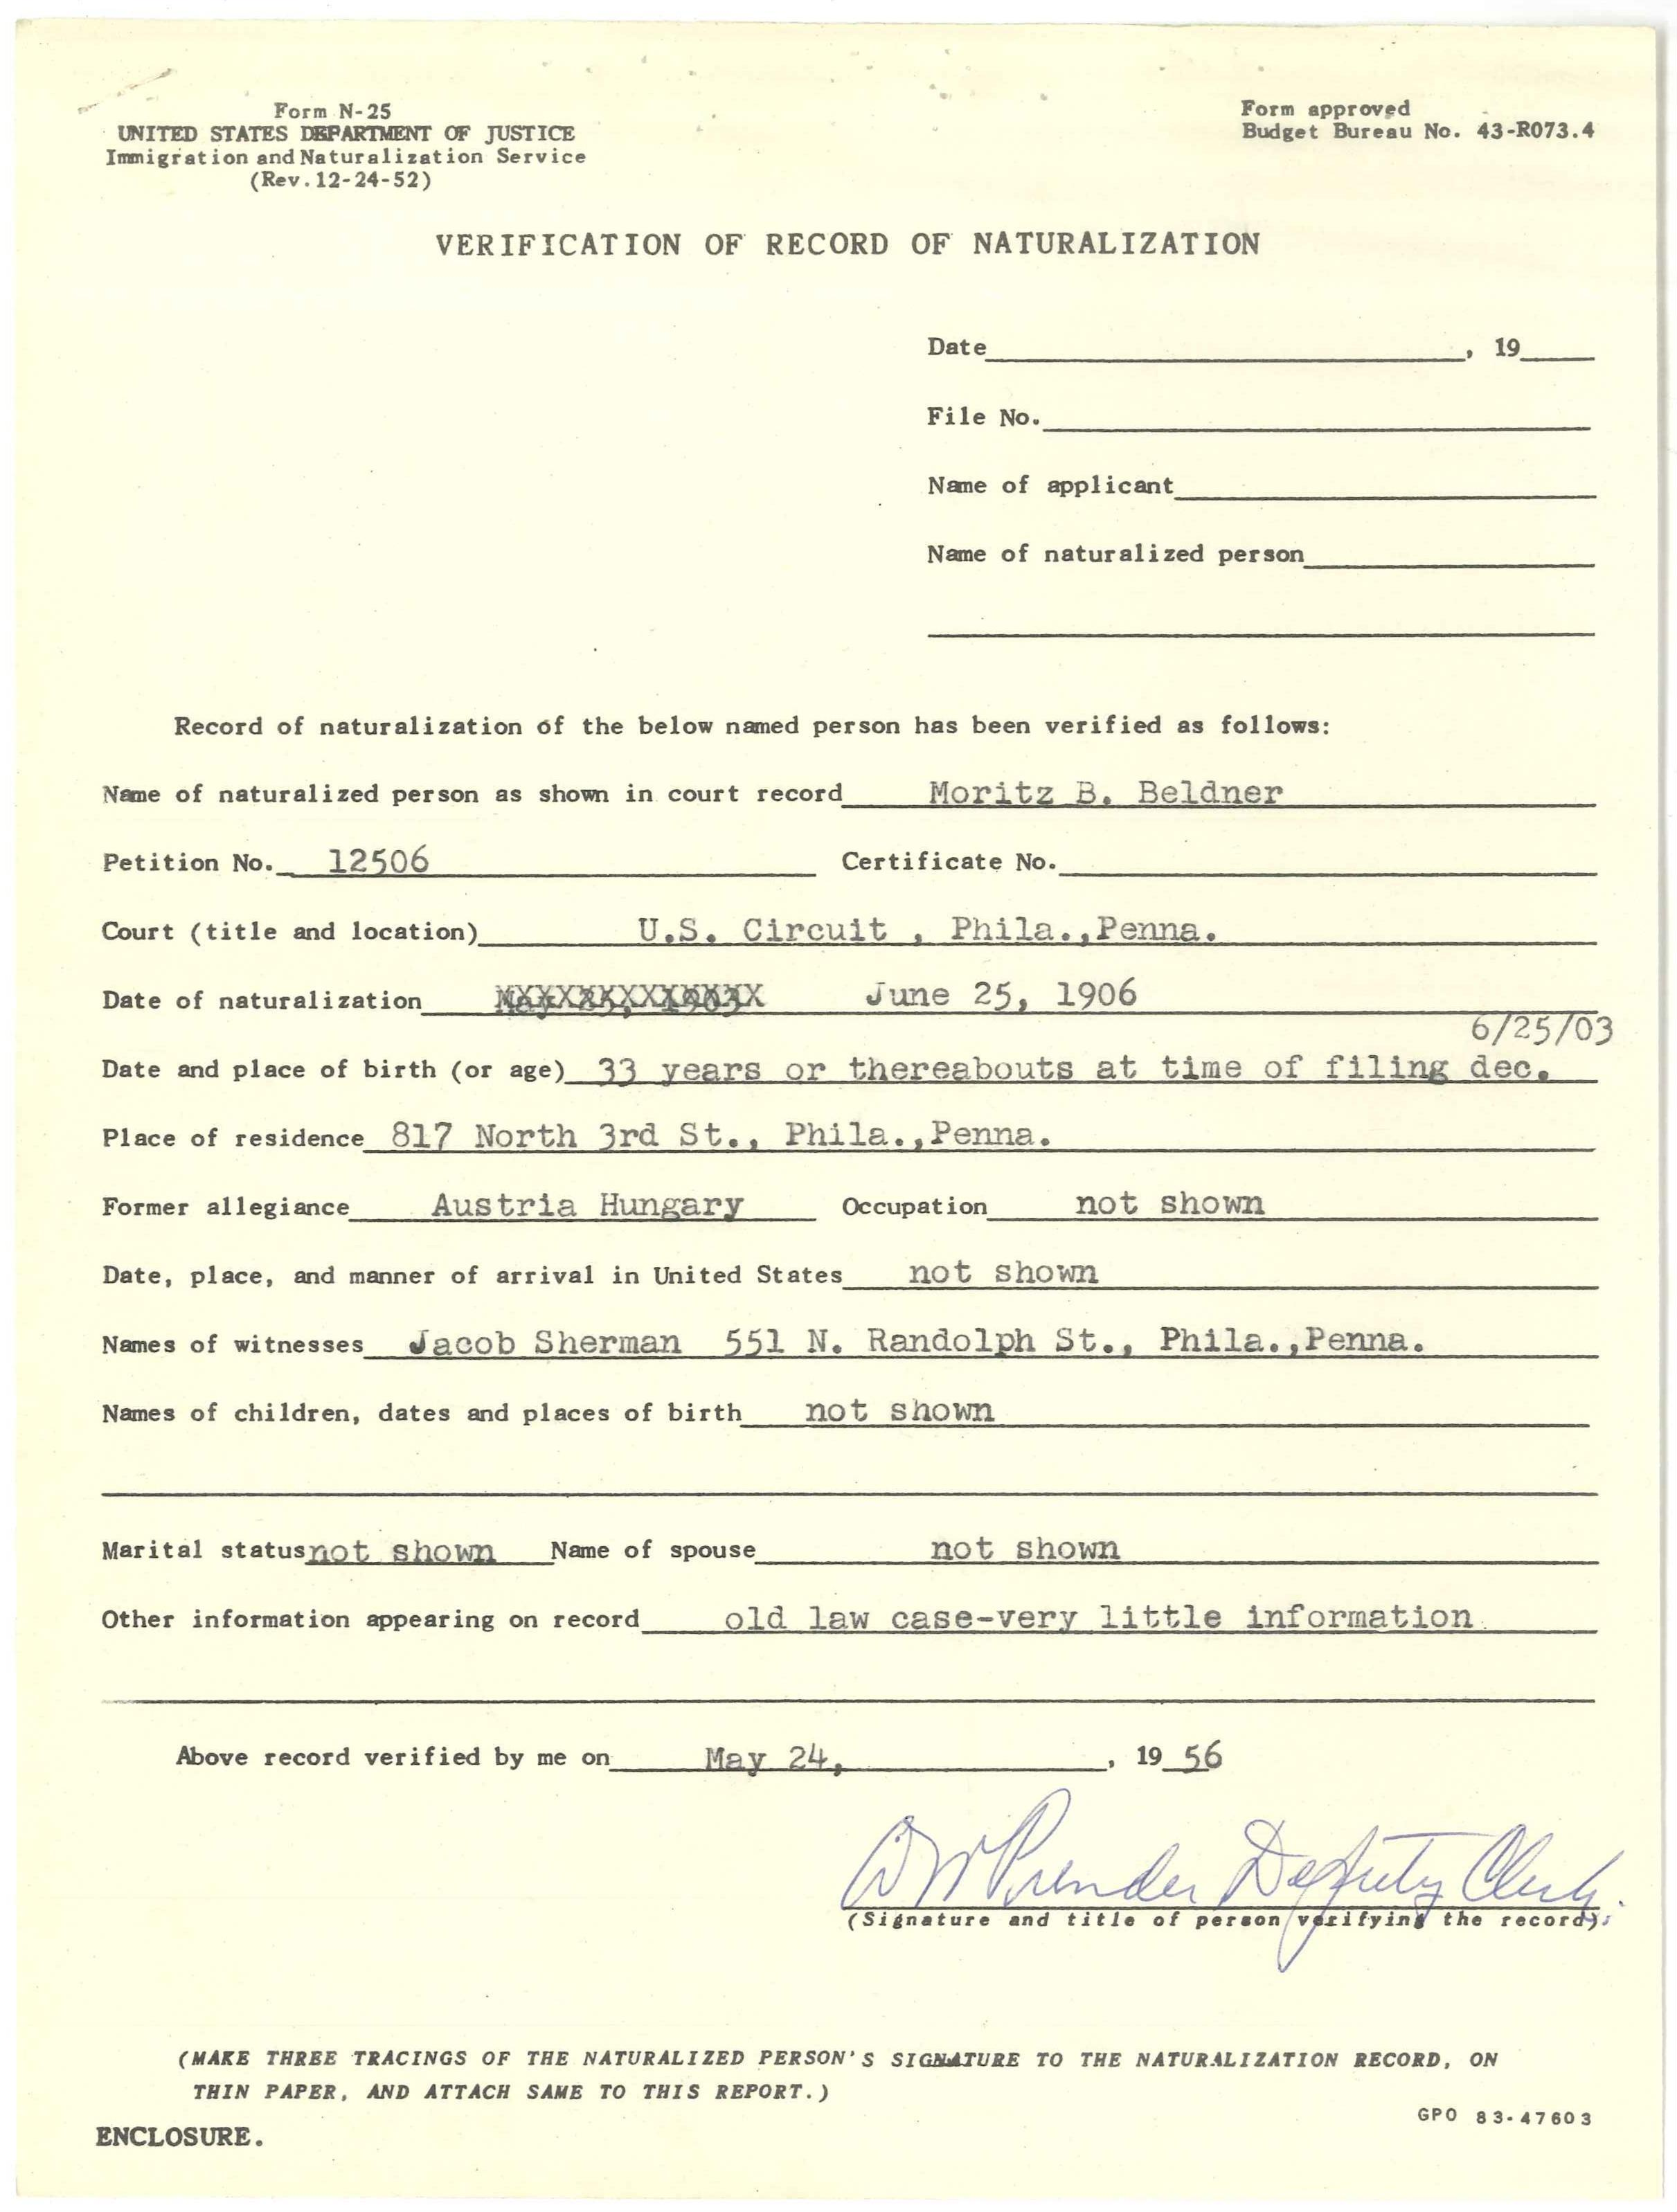 Form N-25
UNITED STATES DEPARTMENT OF JUSTICE
Immigration and Naturalization Service
(Rev. 12-24-52)
Form approved
Budget Bureau No. 43-R073.4
VERIFICATION OF RECORD OF NATURALIZATION
Date , 19
File No.
Name of applicant
Name of naturalized person
Record of naturalization of the below named person has been verified as follows:
Name of naturalized person as shown in court record Moritz B. Beldner
Petition No. 12506 Certificate No.
Court (title and location) U.S. Circuit , Phila.,Penna.
Date of naturalization June 25, 1906
6/25/03
Date and place of birth (or age) 33 years or thereabouts at time of filing dec.
Place of residence 817 North 3rd St., Phila.,Penna.
Former allegiance Austria Hungary Occupation not shown
Date, place, and manner of arrival in United States not shown
Names of witnesses Jacob Sherman 551 N. Randolph St., Phila.,Penna.
Names of children, dates and places of birth not shown
Marital status not shown Name of spouse not shown
Other information appearing on record old law case-very little information
Above record verified by me on May 24, , 19 56
Deputy Clerk.
(Signature and title of person verifying the record)
(MAKE THREE TRACINGS OF THE NATURALIZED PERSON'S SIGNATURE TO THE NATURALIZATION RECORD, ON
THIN PAPER, AND ATTACH SAME TO THIS REPORT.)
GPO 83-47603
ENCLOSURE.